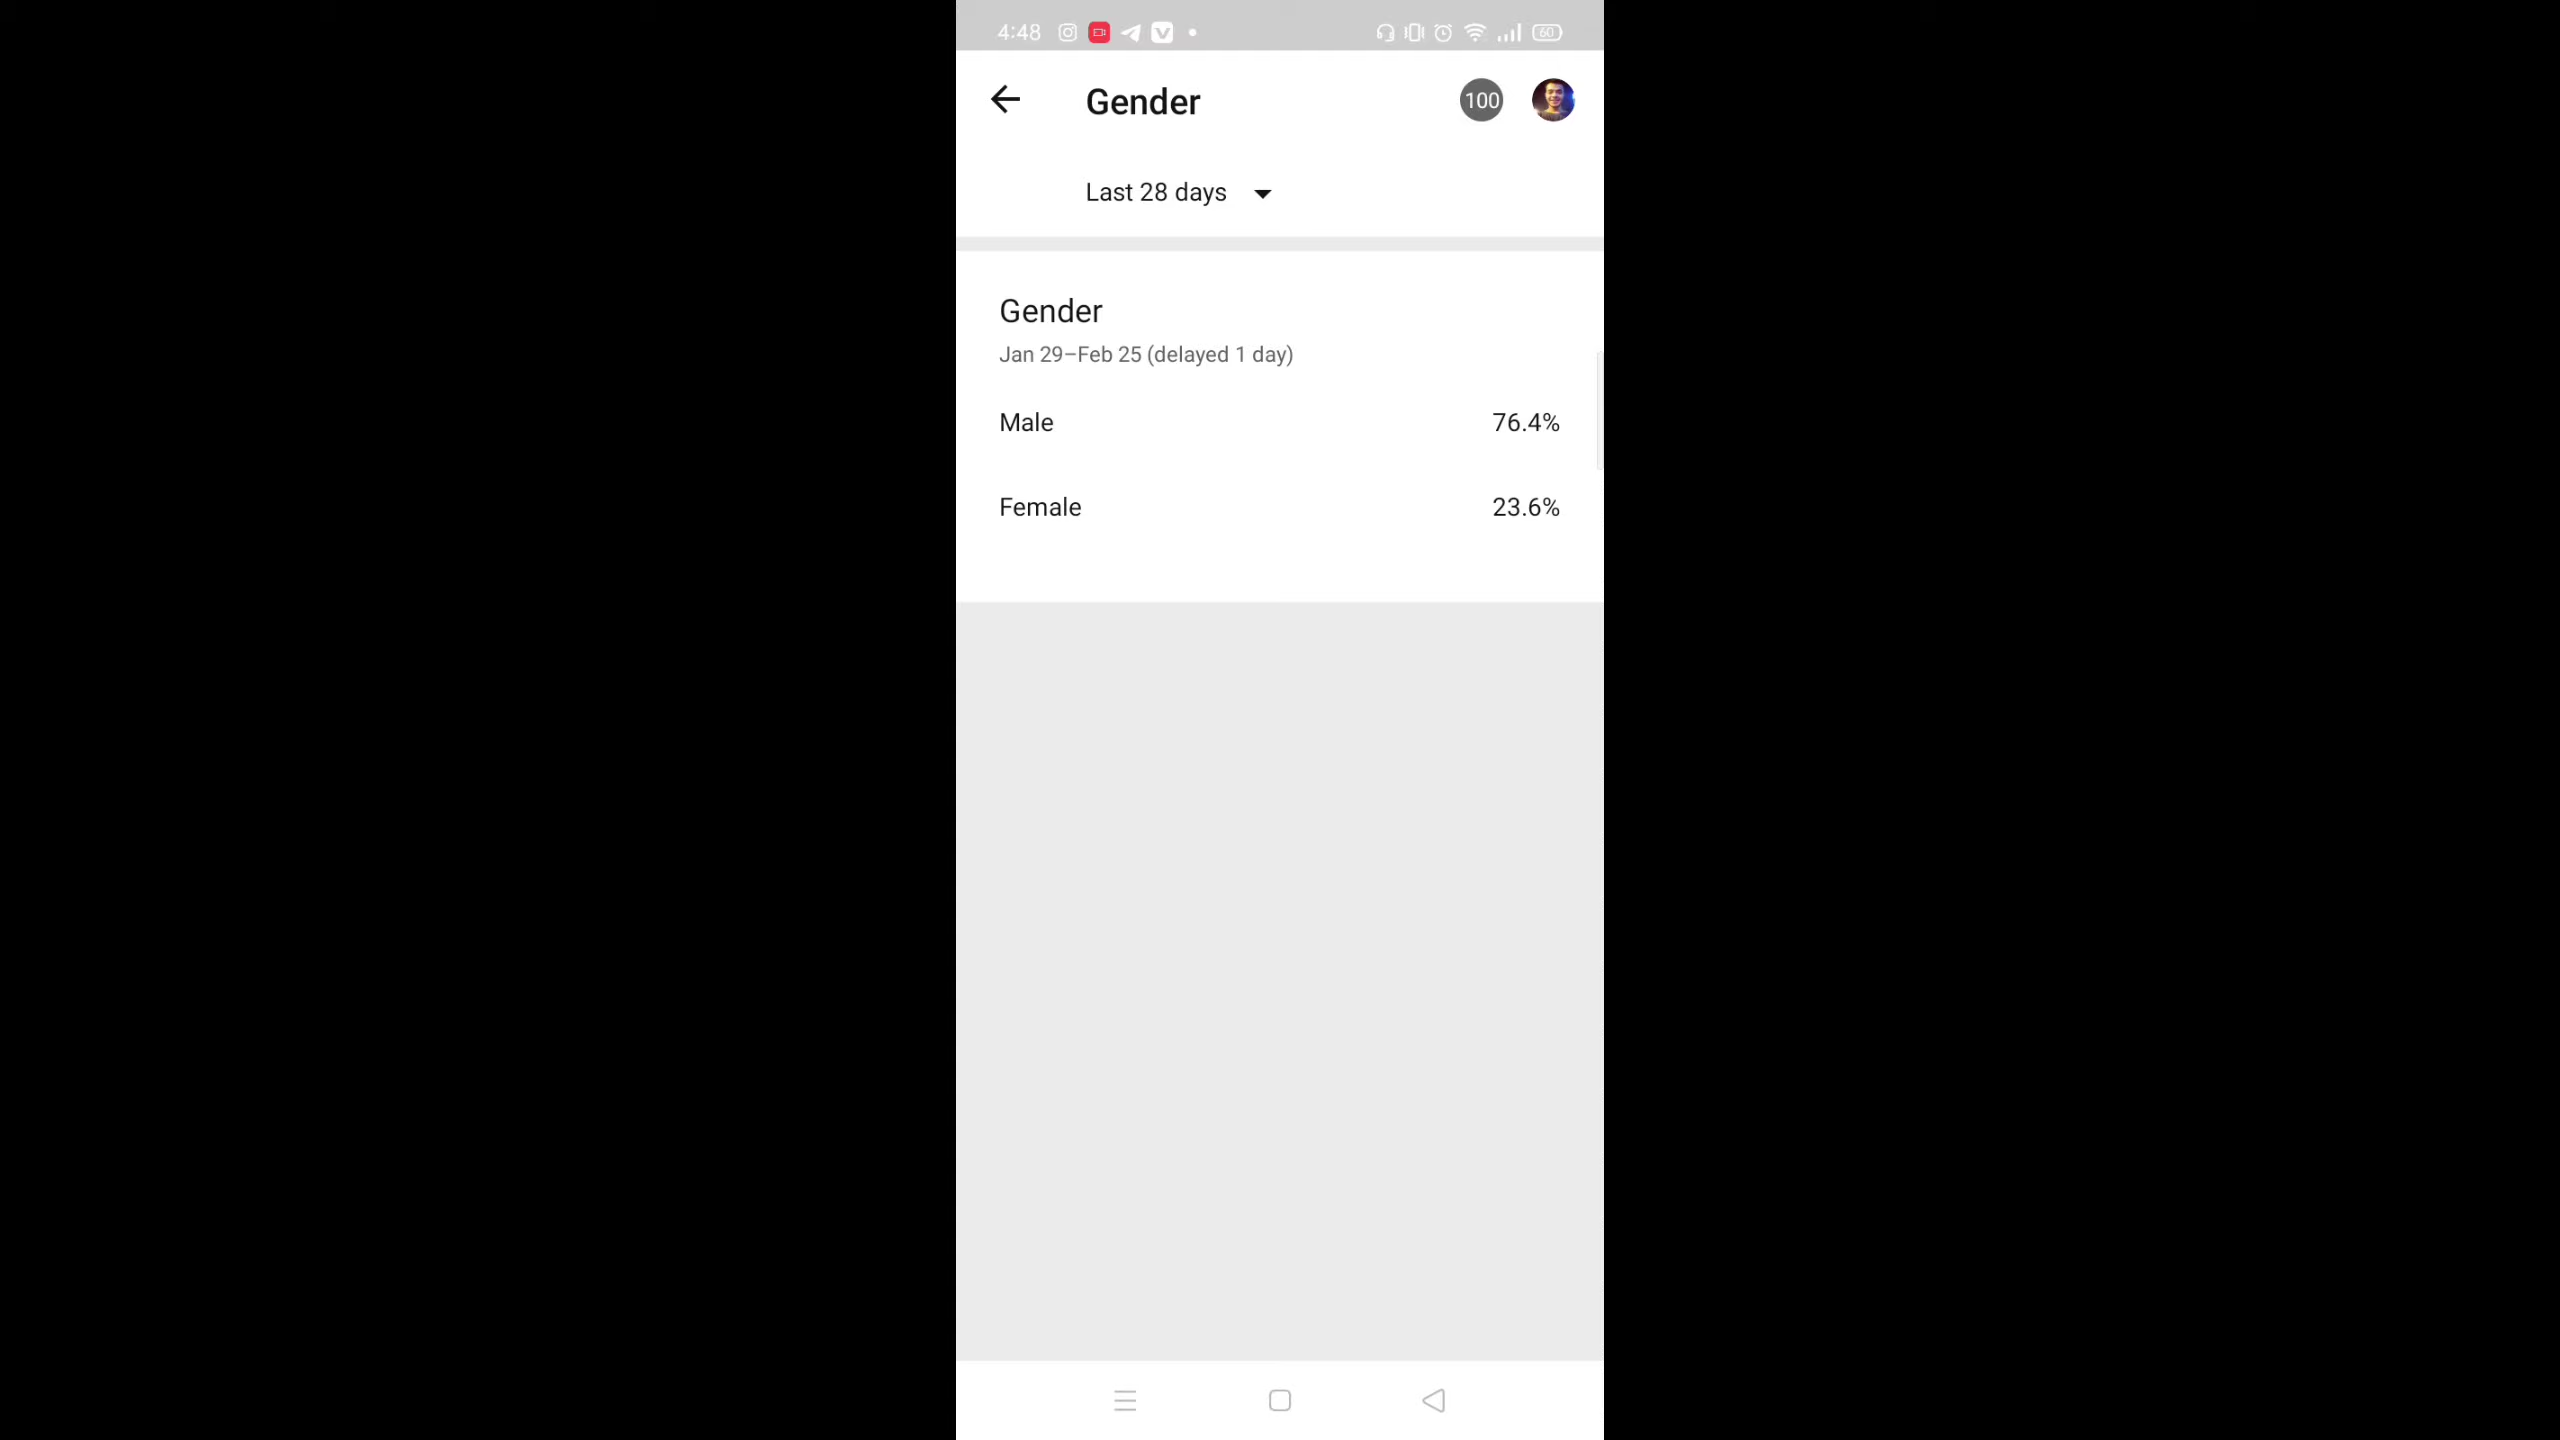 4:48
60
Gender
100
Last 28 days
Gender
Jan 29–Feb 25 (delayed 1 day)
Male 76.4%
Female 23.6%